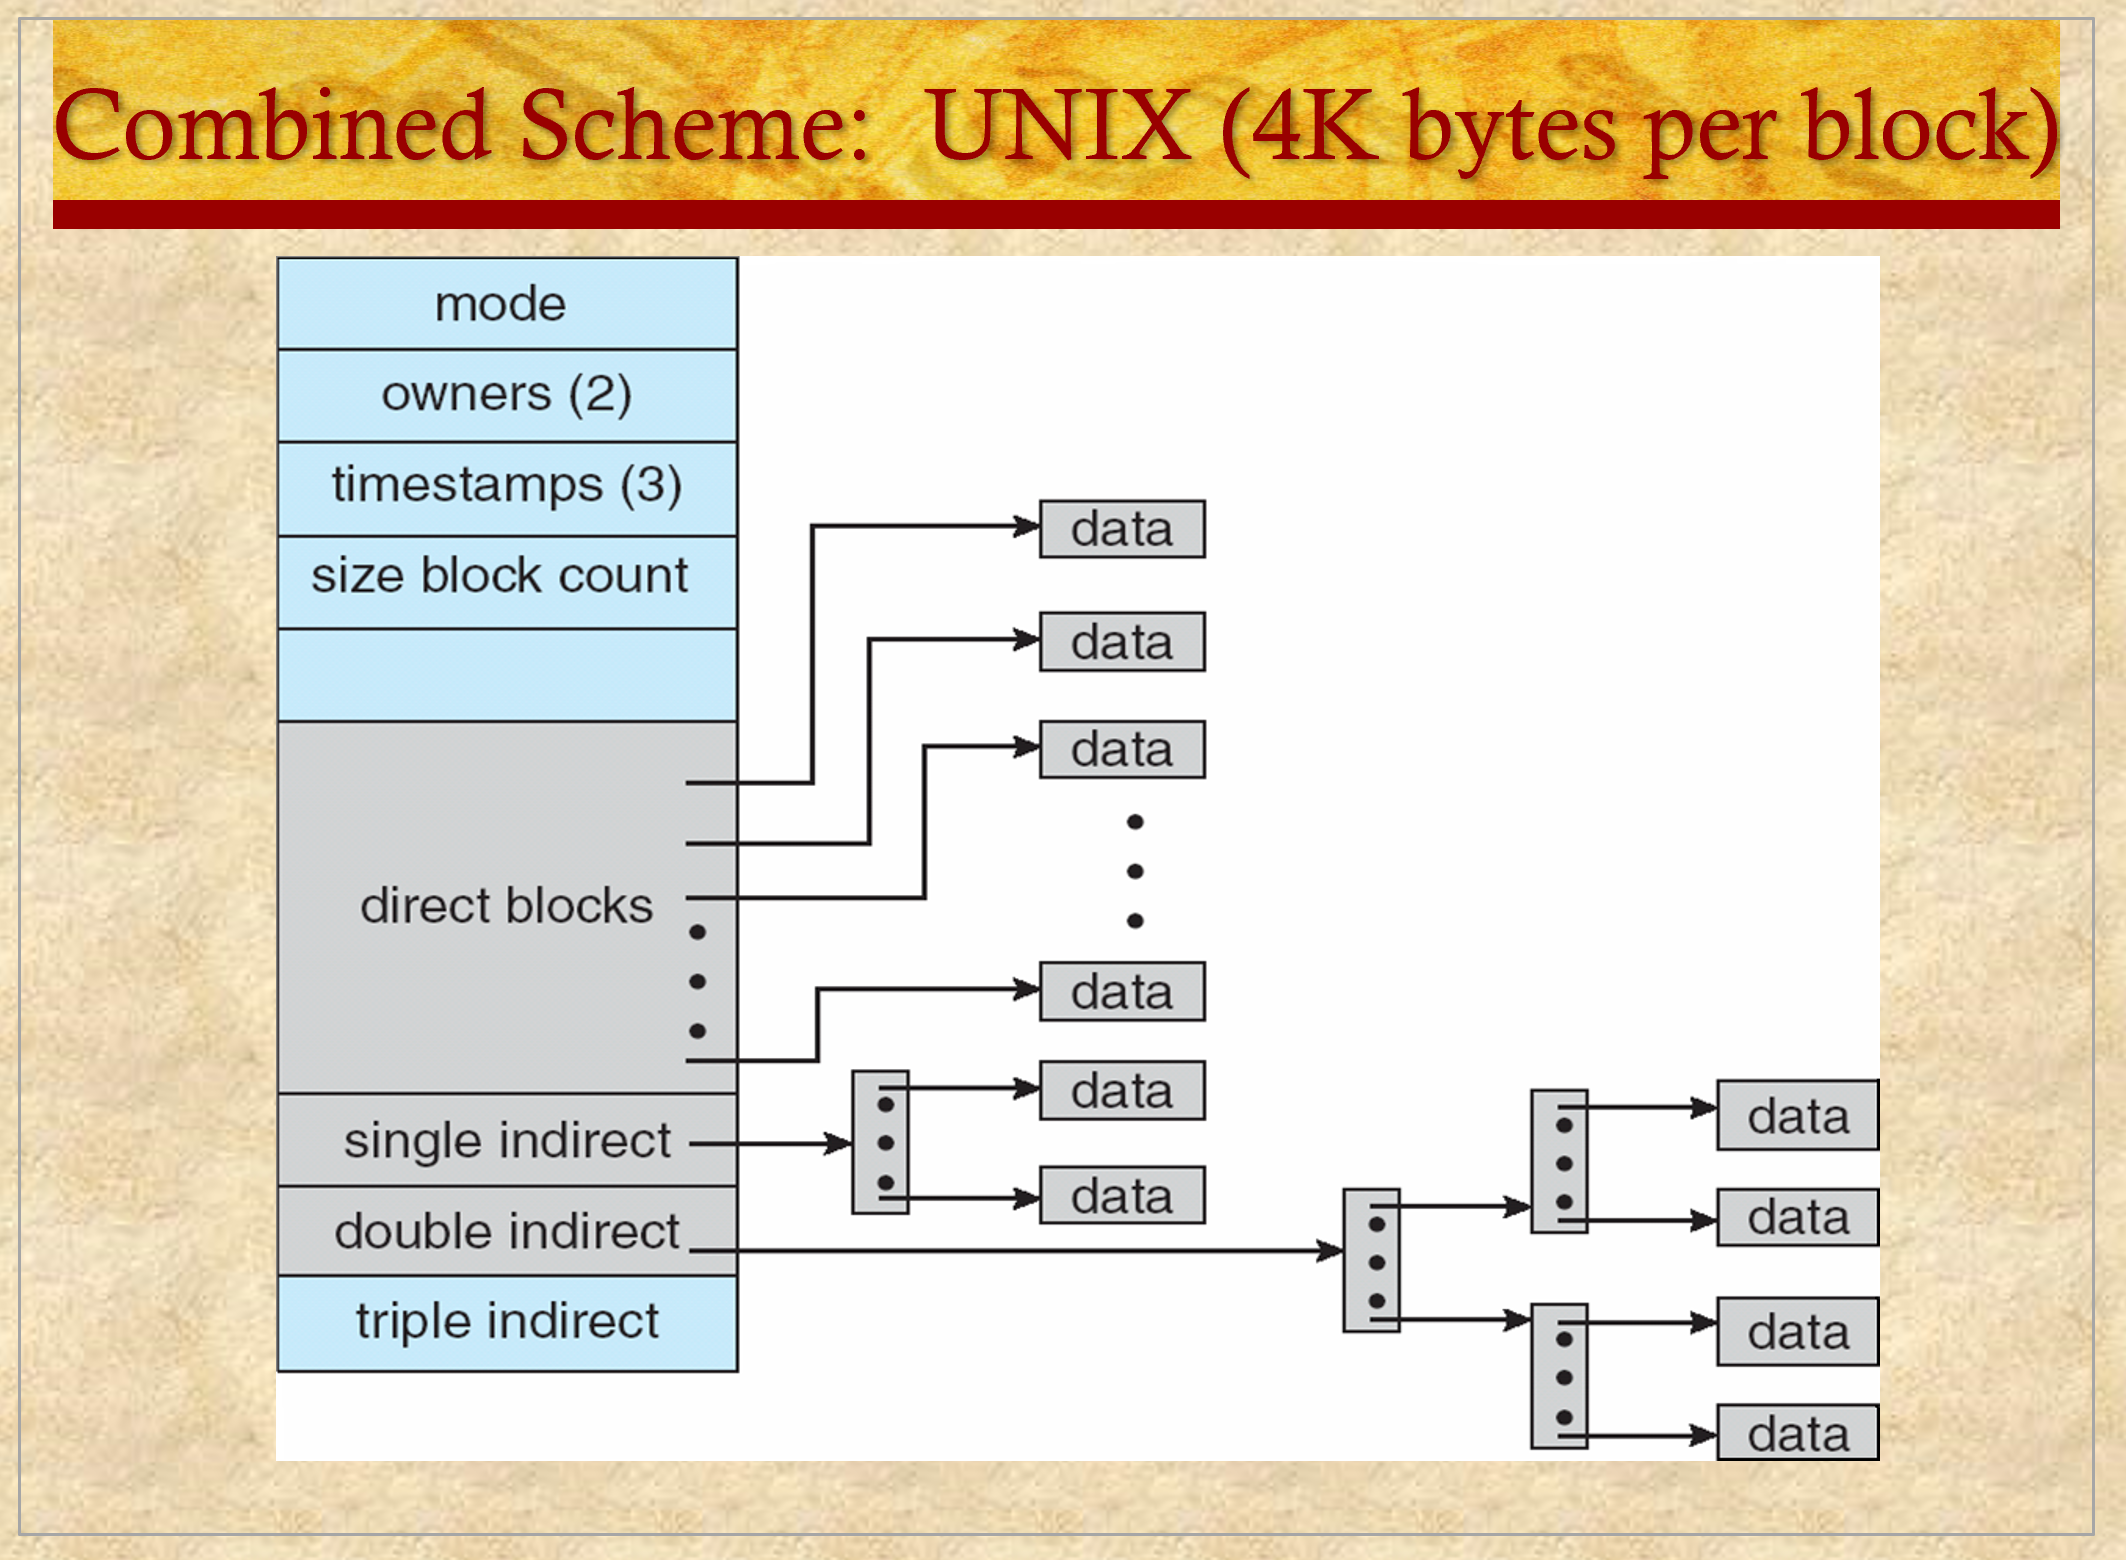 Combined Scheme: UNIX (4K bytes per block)
mode
owners (2)
timestamps (3)
size block count
direct blocks
single indirect
double indirect
triple indirect
data
data
data
data
data
data
data
data
data
data